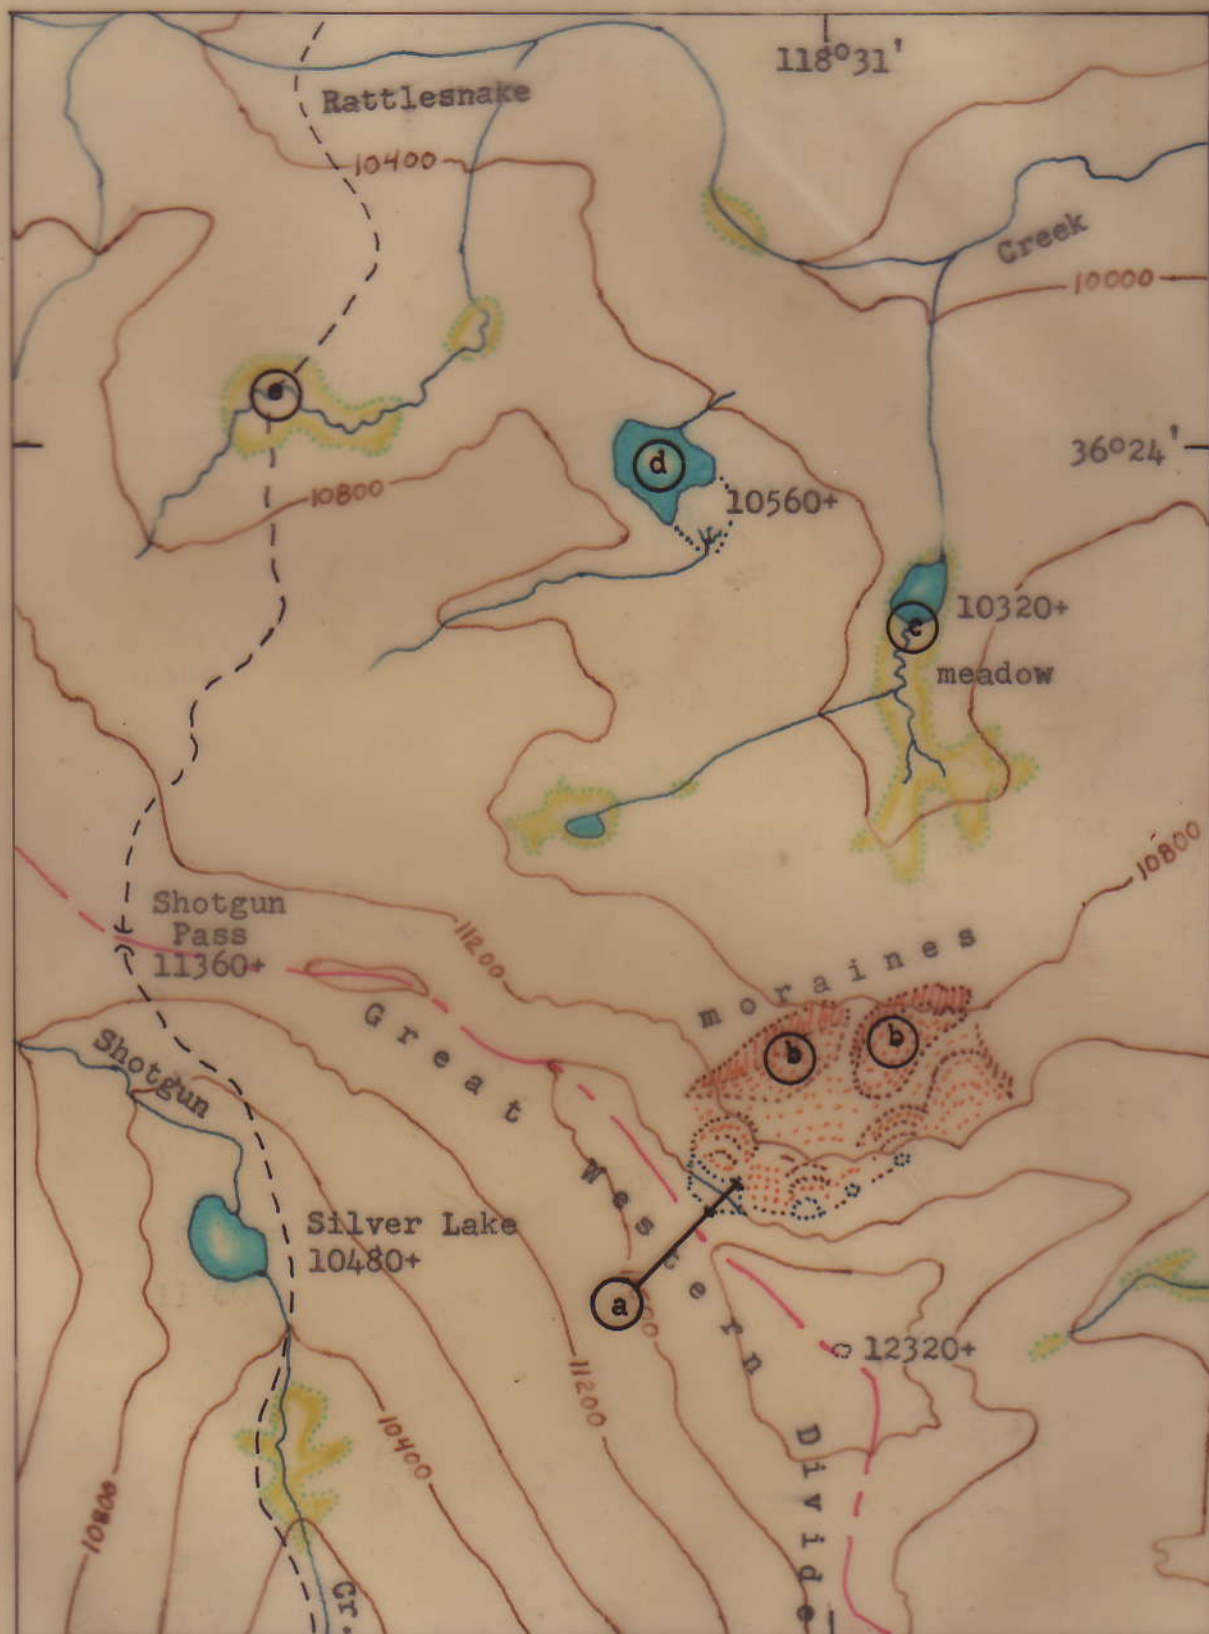 118°31'
Rattlesnake
10400
Creek
10000
36°24'
d
10560+
10800
10320+
c
meadow
10800
Shotgun
Pass
11360+
11200
moraines
Great Western Divide
b
b
Shotgun
Silver Lake
10480+
a
12320+
11200
10400
10800
Cr.